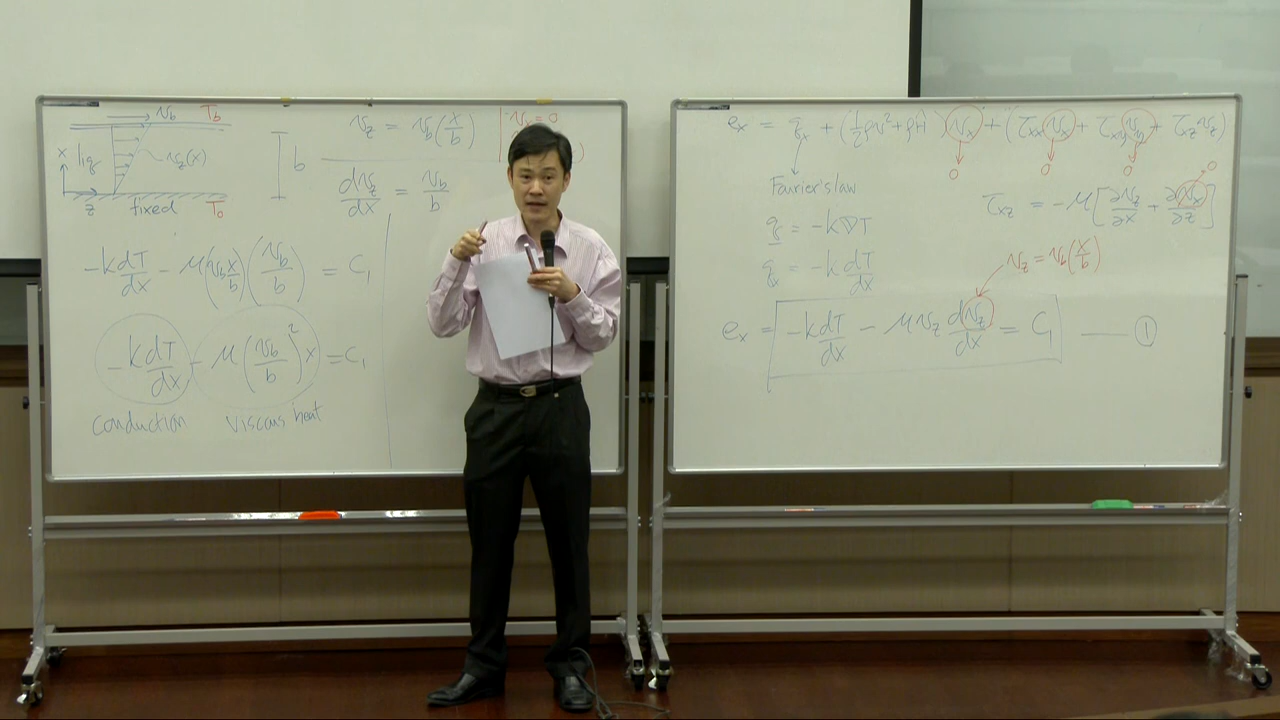 v_b T_b
x liq v_z(x) b
z fixed T_0
v_z = v_b(x/b)
v_x = 0
dv_z/dx = v_b/b
-k dT/dx - μ(v_b x/b)(v_b/b) = C_1
-k dT/dx - μ(v_b/b)^2 x = C_1
conduction viscous heat
e_x = q_x + (1/2 ρv^2 + ρĤ)v_x + (τ_xx v_x + τ_xy v_y + τ_xz v_z)
0 0 0
Fourier's law
τ_xz = -μ[∂v_z/∂x + ∂v_x/∂z] 0
q = -k∇T
q_x = -k dT/dx
v_z = v_b(x/b)
e_x = -k dT/dx - μ v_z dv_z/dx = C_1 —— ①